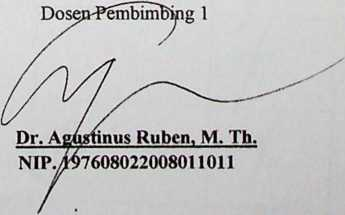 Dosen Pembimbing 1
Dr. Agustinus Ruben, M. Th.
NIP. 197608022008011011